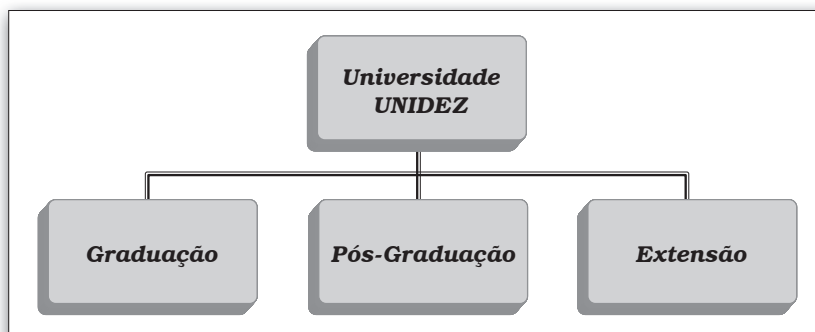 Universidade
UNIDEZ
Graduação
Pós-Graduação
Extensão